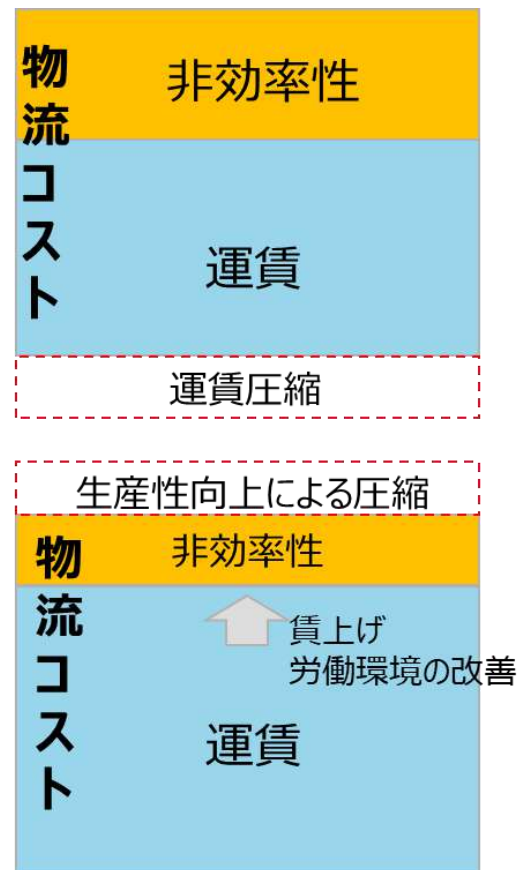 物流コスト
非効率性
運賃
運賃圧縮
生産性向上による圧縮
物流コスト
非効率性
賃上げ
労働環境の改善
運賃